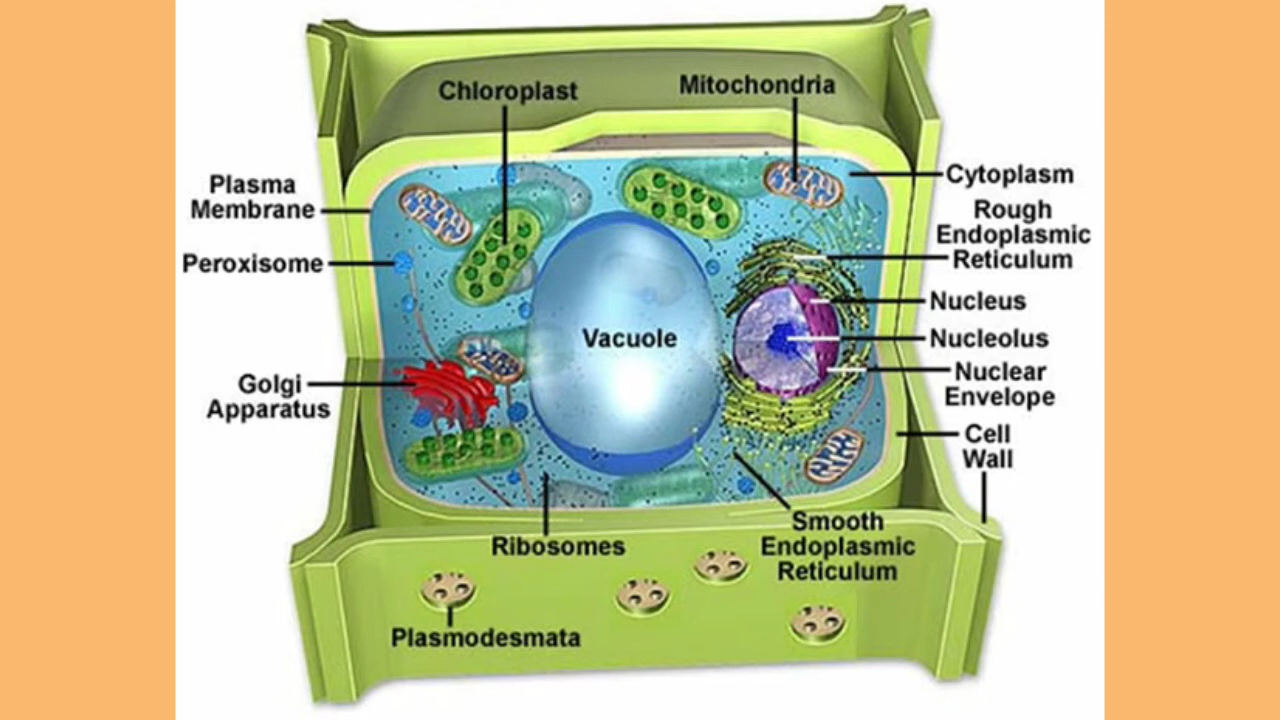 Chloroplast
Mitochondria
Plasma
Membrane
Peroxisome
Golgi
Apparatus
Vacuole
Cytoplasm
Rough
Endoplasmic
Reticulum
Nucleus
Nucleolus
Nuclear
Envelope
Cell
Wall
Smooth
Endoplasmic
Reticulum
Ribosomes
Plasmodesmata